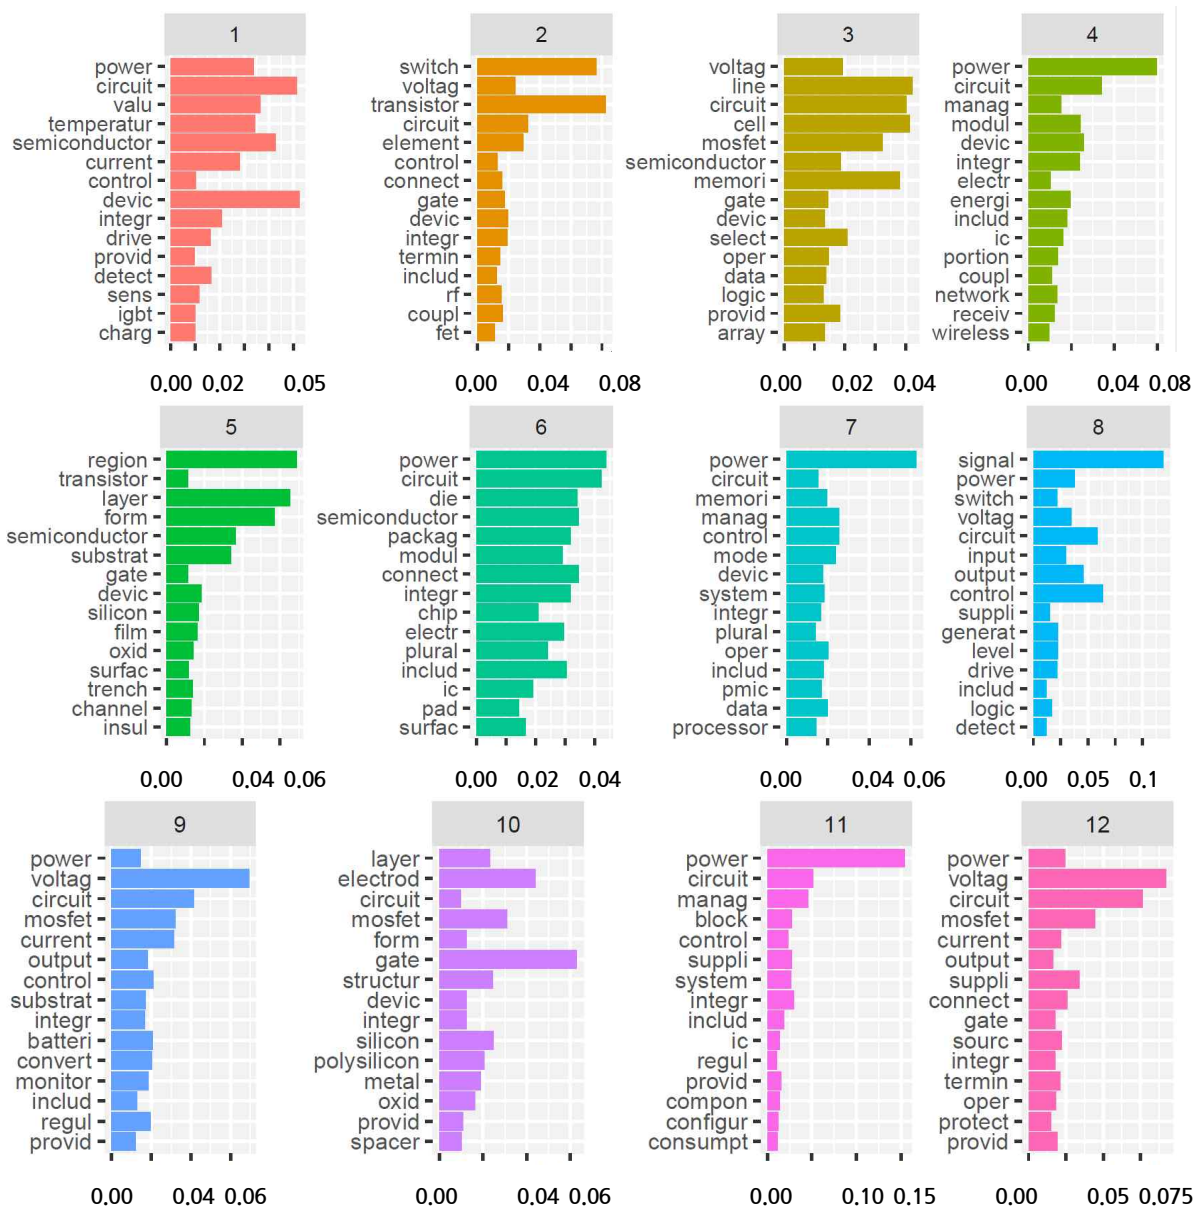 1
power
circuit
valu
temperatur
semiconductor
current
control
devic
integr
drive
provid
detect
sens
igbt
charg
0.00 0.02 0.05
2
switch
voltag
transistor
circuit
element
control
connect
gate
devic
integr
termin
includ
rf
coupl
fet
0.00 0.04 0.08
3
voltag
line
circuit
cell
mosfet
semiconductor
memori
gate
devic
select
oper
data
logic
provid
array
0.00 0.02 0.04
4
power
circuit
manag
modul
devic
integr
electr
energi
includ
ic
portion
coupl
network
receiv
wireless
0.00 0.04 0.08
5
region
transistor
layer
form
semiconductor
substrat
gate
devic
silicon
film
oxid
surfac
trench
channel
insul
0.00 0.04 0.06
6
power
circuit
die
semiconductor
packag
modul
connect
integr
chip
electr
plural
includ
ic
pad
surfac
0.00 0.02 0.04
7
power
circuit
memori
manag
control
mode
devic
system
integr
plural
oper
includ
pmic
data
processor
0.00 0.04 0.06
8
signal
power
switch
voltag
circuit
input
output
control
suppli
generat
level
drive
includ
logic
detect
0.00 0.05 0.1
9
power
voltag
circuit
mosfet
current
output
control
substrat
integr
batteri
convert
monitor
includ
regul
provid
0.00 0.04 0.06
10
layer
electrod
circuit
mosfet
form
gate
structur
devic
integr
silicon
polysilicon
metal
oxid
provid
spacer
0.00 0.04 0.06
11
power
circuit
manag
block
control
suppli
system
integr
includ
ic
regul
provid
compon
configur
consumpt
0.00 0.10 0.15
12
power
voltag
circuit
mosfet
current
output
suppli
connect
gate
sourc
integr
termin
oper
protect
provid
0.00 0.05 0.075